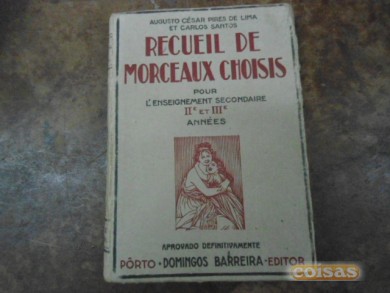 AUGUSTO CÉSAR PIRES DE LIMA
ET CARLOS SANTOS
RECUEIL DE
MORCEAUX CHOISIS
POUR
L'ENSEIGNEMENT SECONDAIRE
IIe ET IIIe
ANNÉES
APROVADO DEFINITIVAMENTE
PÔRTO • DOMINGOS BARREIRA - EDITOR
coisas